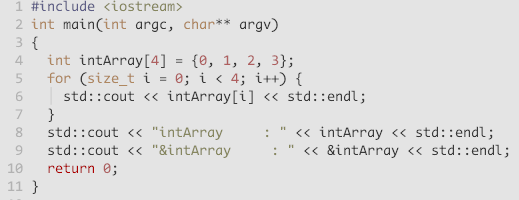 1 #include <iostream>
2 int main(int argc, char** argv)
3 {
4   int intArray[4] = {0, 1, 2, 3};
5   for (size_t i = 0; i < 4; i++) {
6     std::cout << intArray[i] << std::endl;
7   }
8   std::cout << "intArray     : " << intArray << std::endl;
9   std::cout << "&intArray     : " << &intArray << std::endl;
10   return 0;
11 }